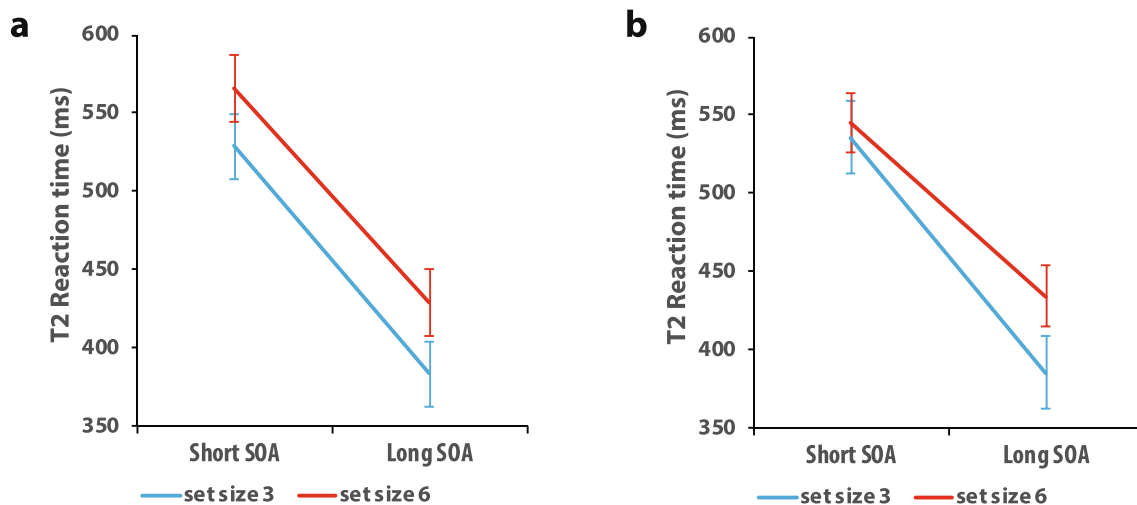 a
600
550
500
450
400
350
T2 Reaction time (ms)
Short SOA
Long SOA
set size 3
set size 6
b
600
550
500
450
400
350
T2 Reaction time (ms)
Short SOA
Long SOA
set size 3
set size 6